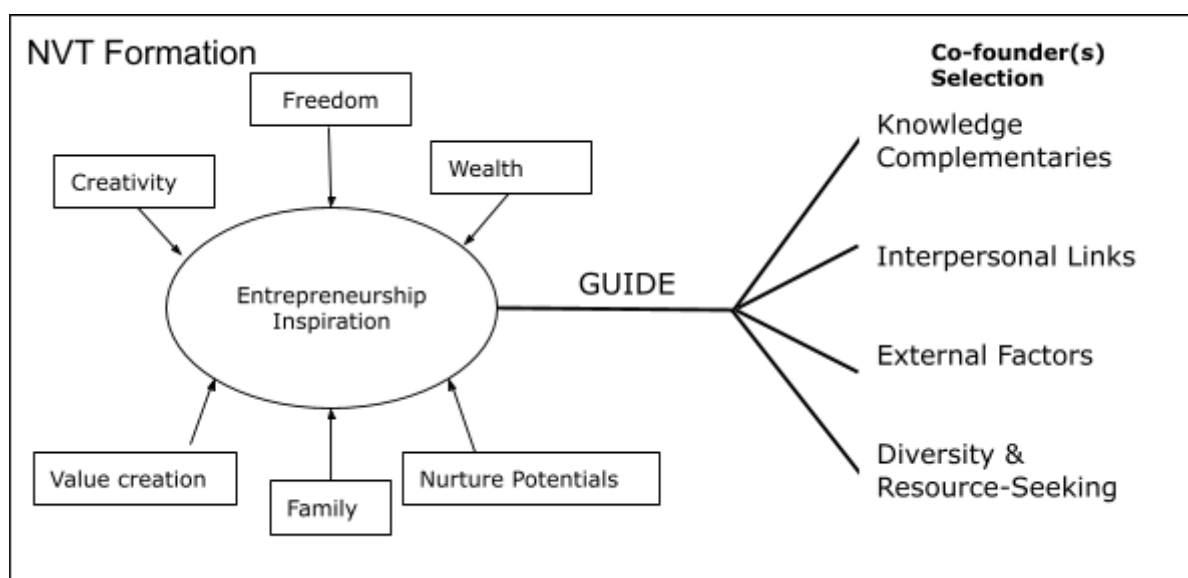 NVT Formation
Co-founder(s)
Selection
Freedom
Creativity
Wealth
Knowledge
Complementaries
Entrepreneurship
Inspiration
GUIDE
Interpersonal Links
External Factors
Value creation
Family
Nurture Potentials
Diversity &
Resource-Seeking